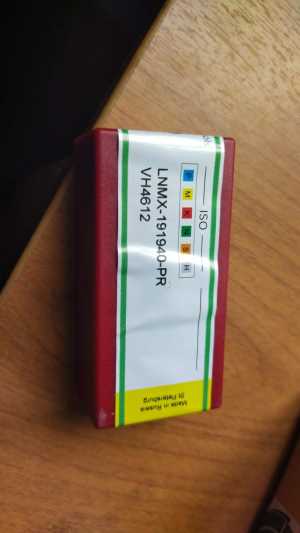 ISO
P M K N S H
LNMX-191940-PR
VH4612
Made in Russia
St. Petersburg